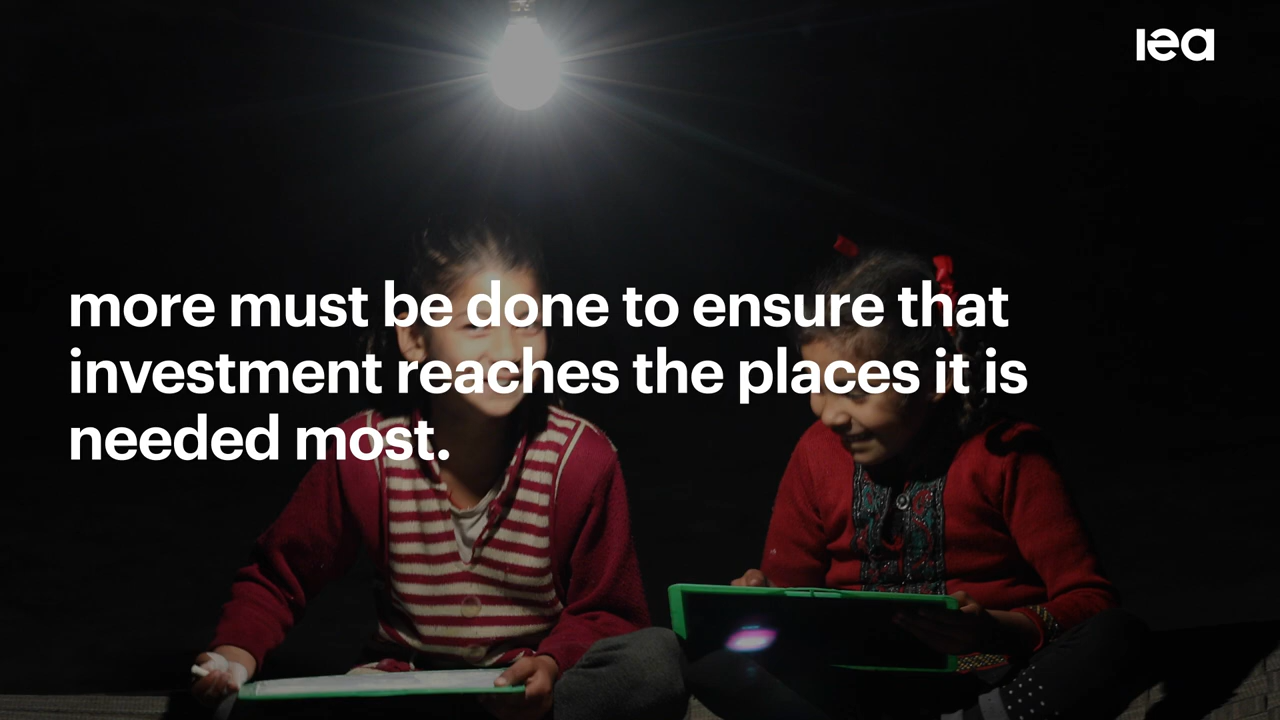 iea
more must be done to ensure that
investment reaches the places it is
needed most.